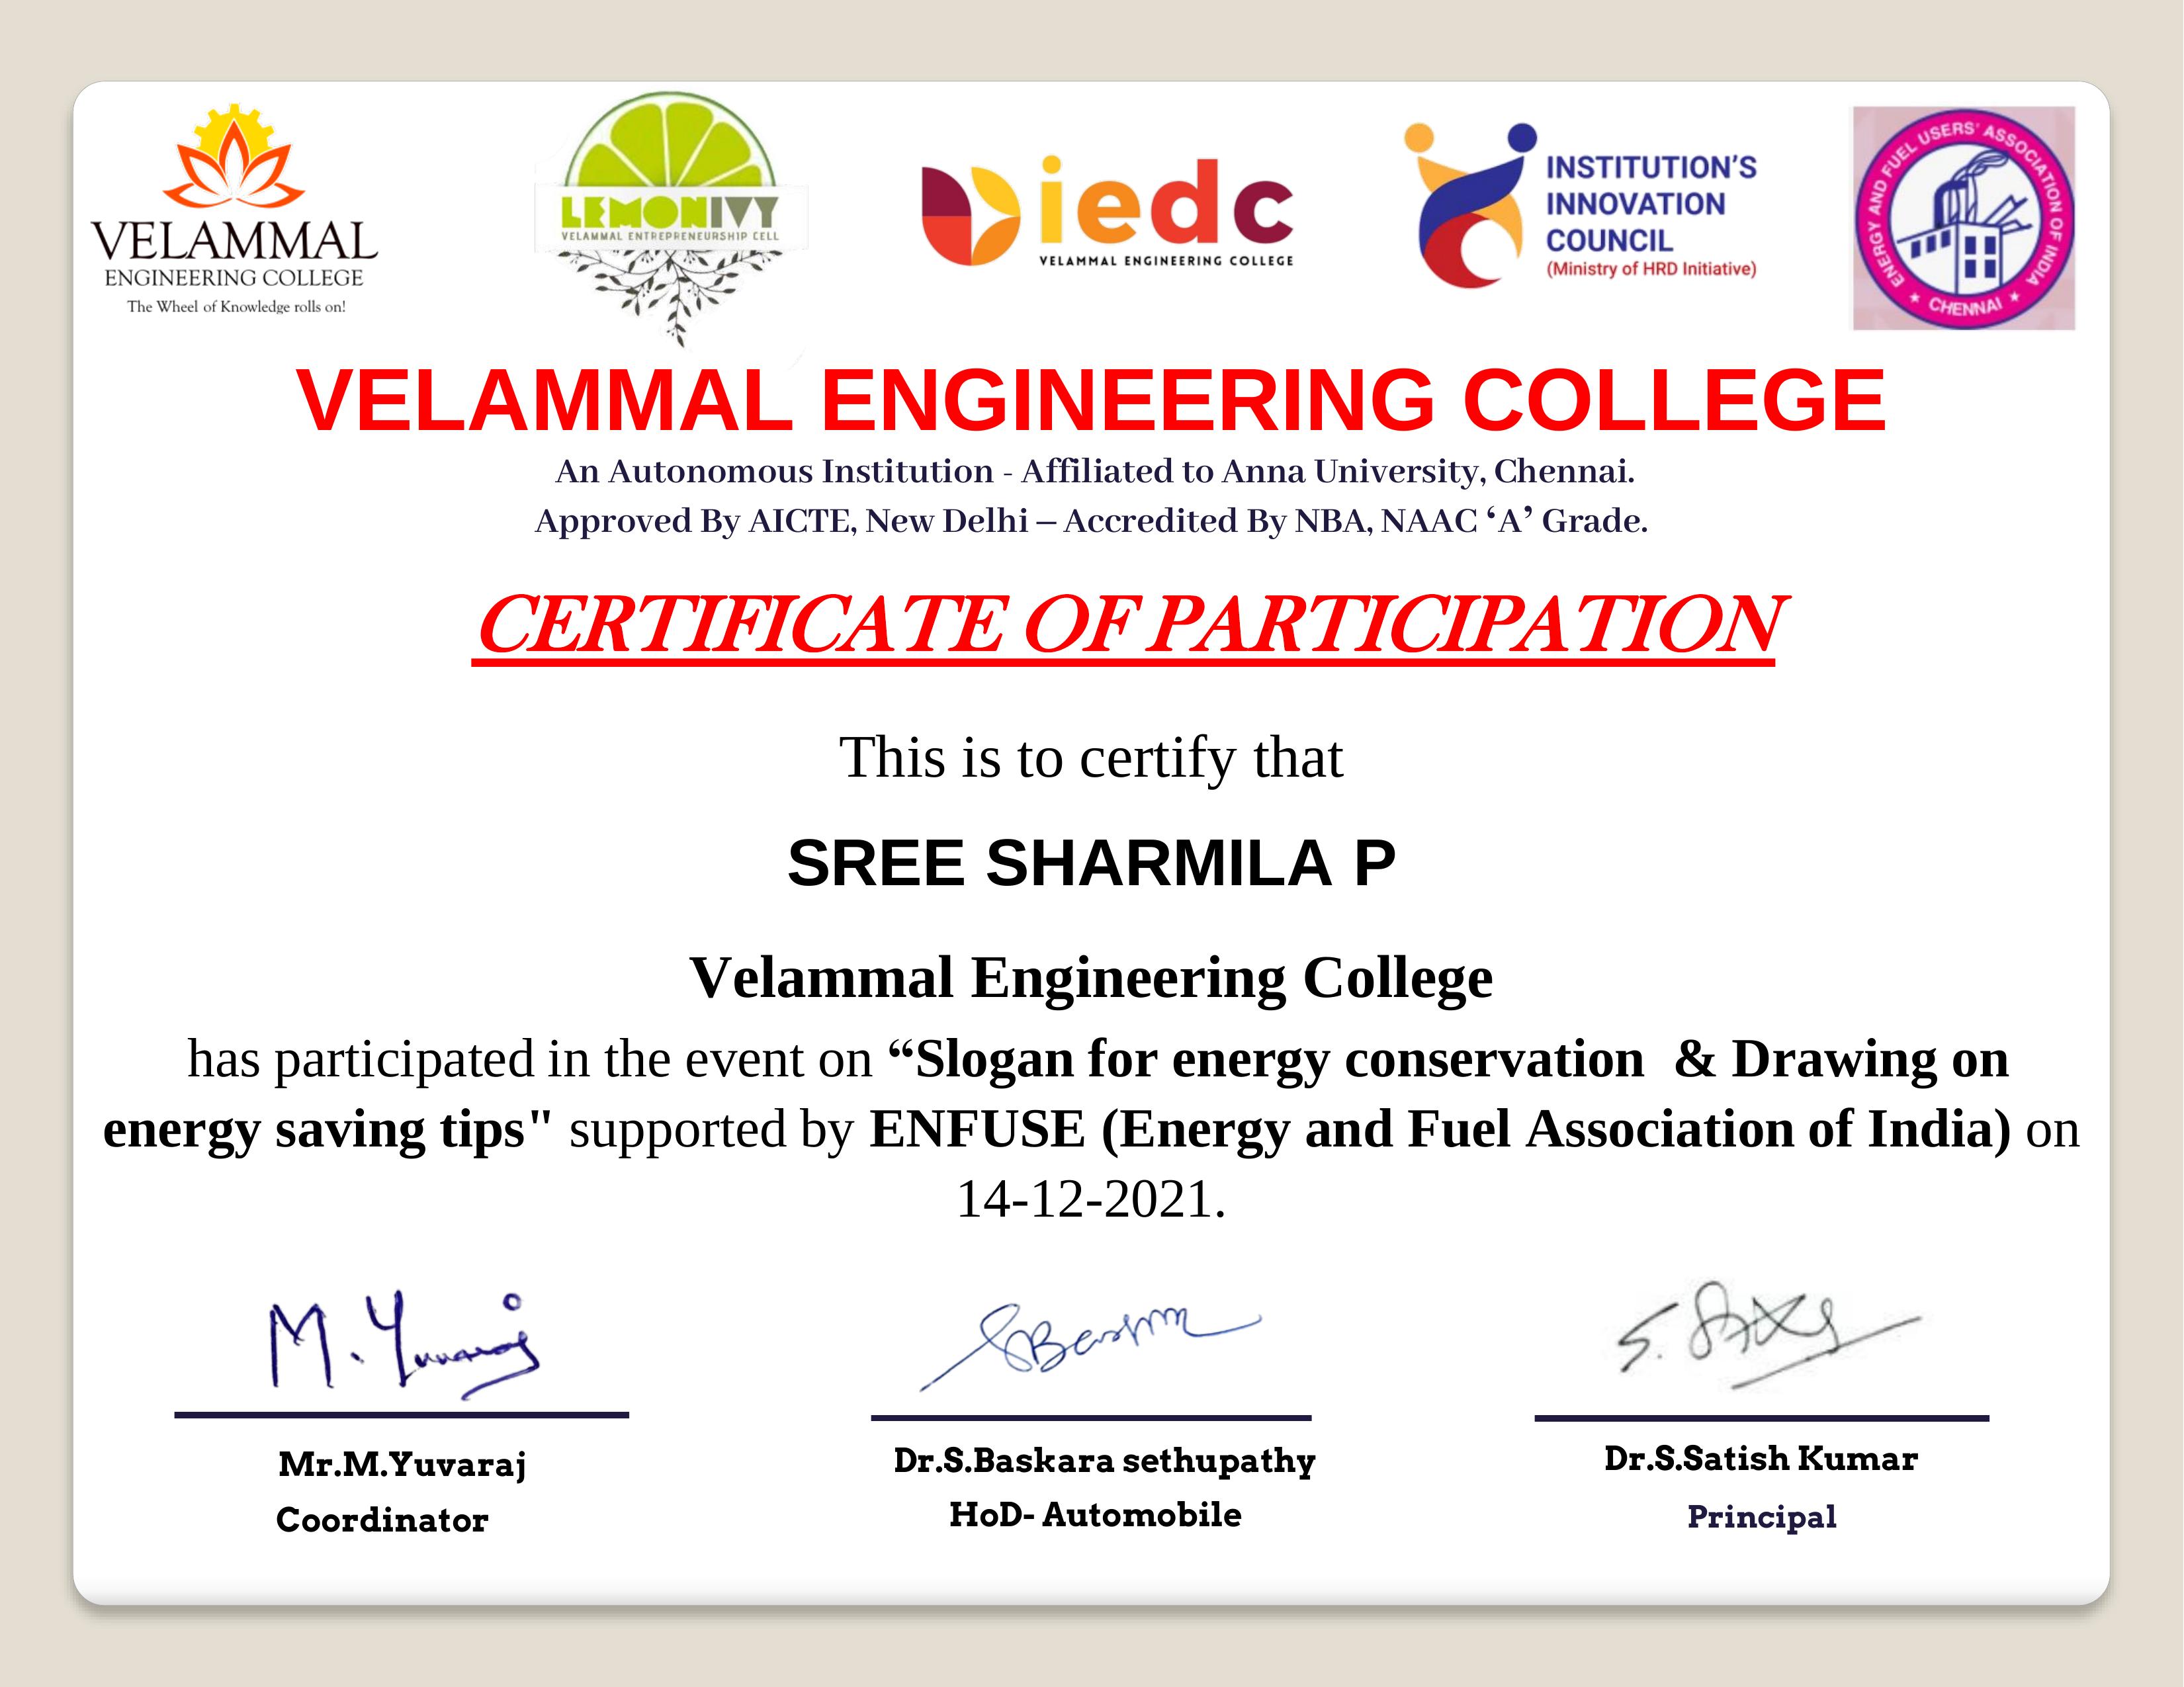 VELAMMAL
ENGINEERING COLLEGE
The Wheel of Knowledge rolls on!
LEMONIVY
VELAMMAL ENTREPRENEURSHIP CELL
iedc
VELAMMAL ENGINEERING COLLEGE
INSTITUTION'S
INNOVATION
COUNCIL
(Ministry of HRD Initiative)
ENERGY AND FUEL USERS' ASSOCIATION OF INDIA
★ CHENNAI ★
VELAMMAL ENGINEERING COLLEGE
An Autonomous Institution - Affiliated to Anna University, Chennai.
Approved By AICTE, New Delhi – Accredited By NBA, NAAC ‘A’ Grade.
CERTIFICATE OF PARTICIPATION
This is to certify that
SREE SHARMILA P
Velammal Engineering College
has participated in the event on “Slogan for energy conservation & Drawing on
energy saving tips" supported by ENFUSE (Energy and Fuel Association of India) on
14-12-2021.
M. Yuvaraj
Mr.M.Yuvaraj
Coordinator
Dr.S.Baskara sethupathy
HoD- Automobile
Dr.S.Satish Kumar
Principal